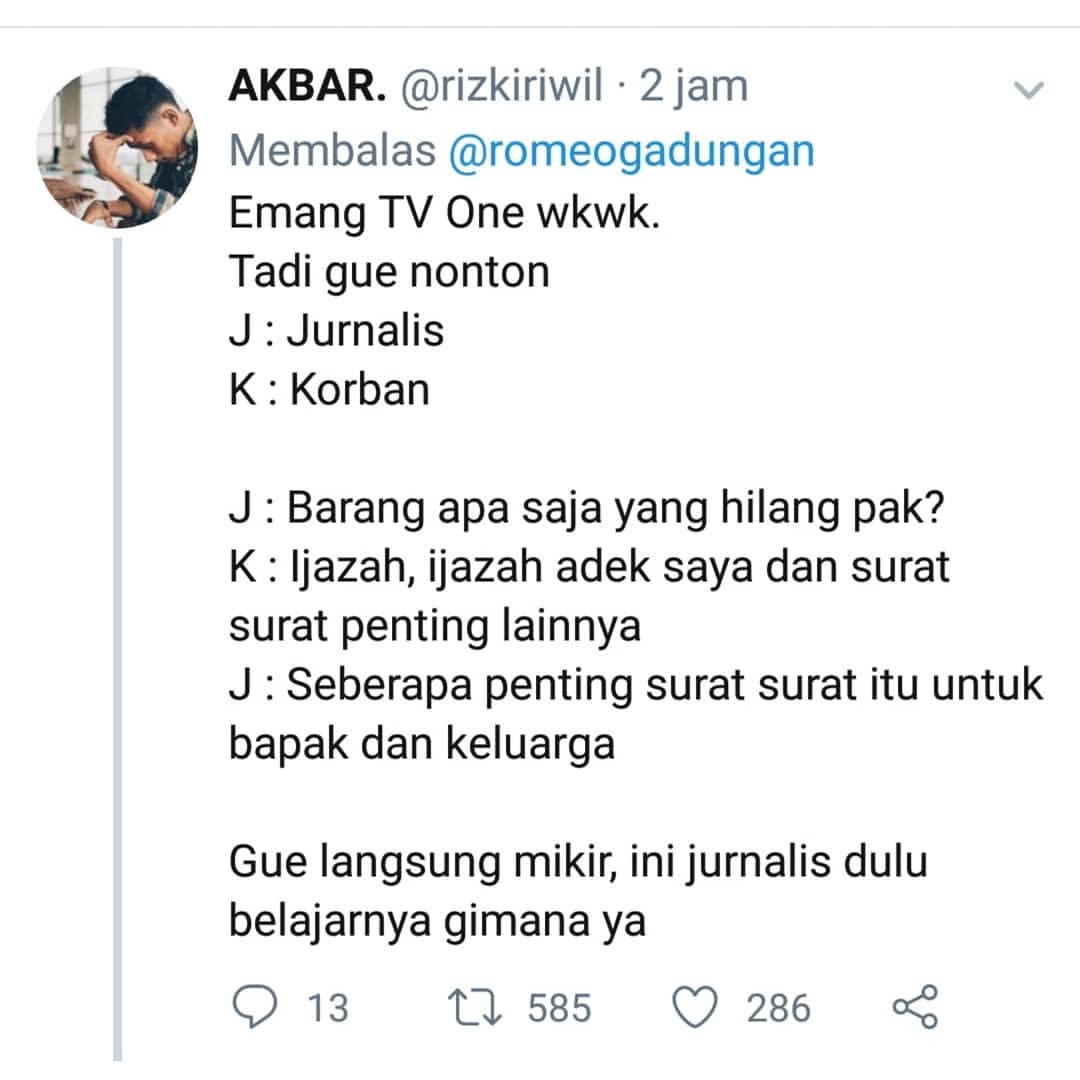 AKBAR. @rizkiriwil · 2 jam
Membalas @romeogadungan
Emang TV One wkwk.
Tadi gue nonton
J : Jurnalis
K : Korban
J : Barang apa saja yang hilang pak?
K : Ijazah, ijazah adek saya dan surat
surat penting lainnya
J : Seberapa penting surat surat itu untuk
bapak dan keluarga
Gue langsung mikir, ini jurnalis dulu
belajarnya gimana ya
13 585 286